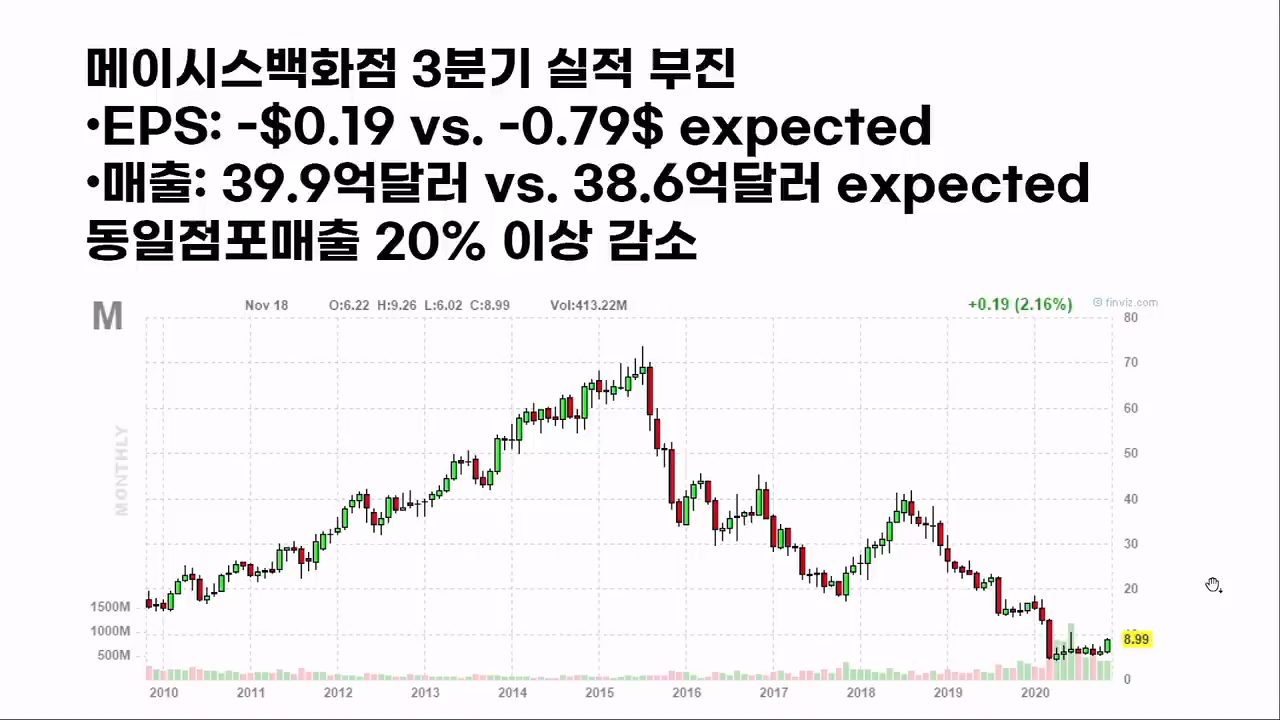 메이시스백화점 3분기 실적 부진
•EPS: -$0.19 vs. -0.79$ expected
•매출: 39.9억달러 vs. 38.6억달러 expected
동일점포매출 20% 이상 감소
M
Nov 18 O:6.22 H:9.26 L:6.02 C:8.99 Vol:413.22M
+0.19 (2.16%)
© finviz.com
MONTHLY
80
70
60
50
40
30
20
8.99
0
1500M
1000M
500M
2010 2011 2012 2013 2014 2015 2016 2017 2018 2019 2020